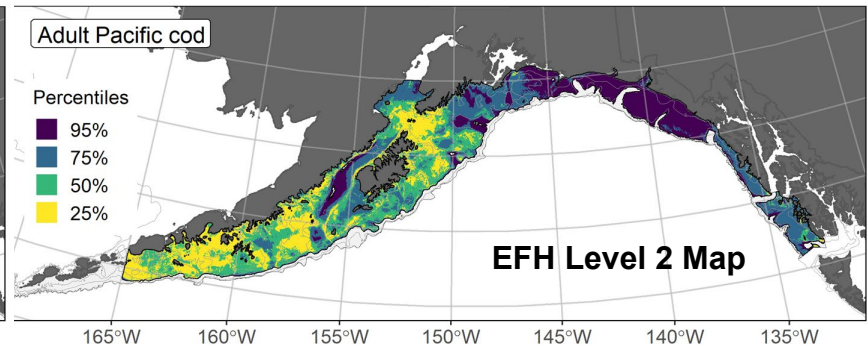 Adult Pacific cod
Percentiles
95%
75%
50%
25%
EFH Level 2 Map
165°W 160°W 155°W 150°W 145°W 140°W 135°W